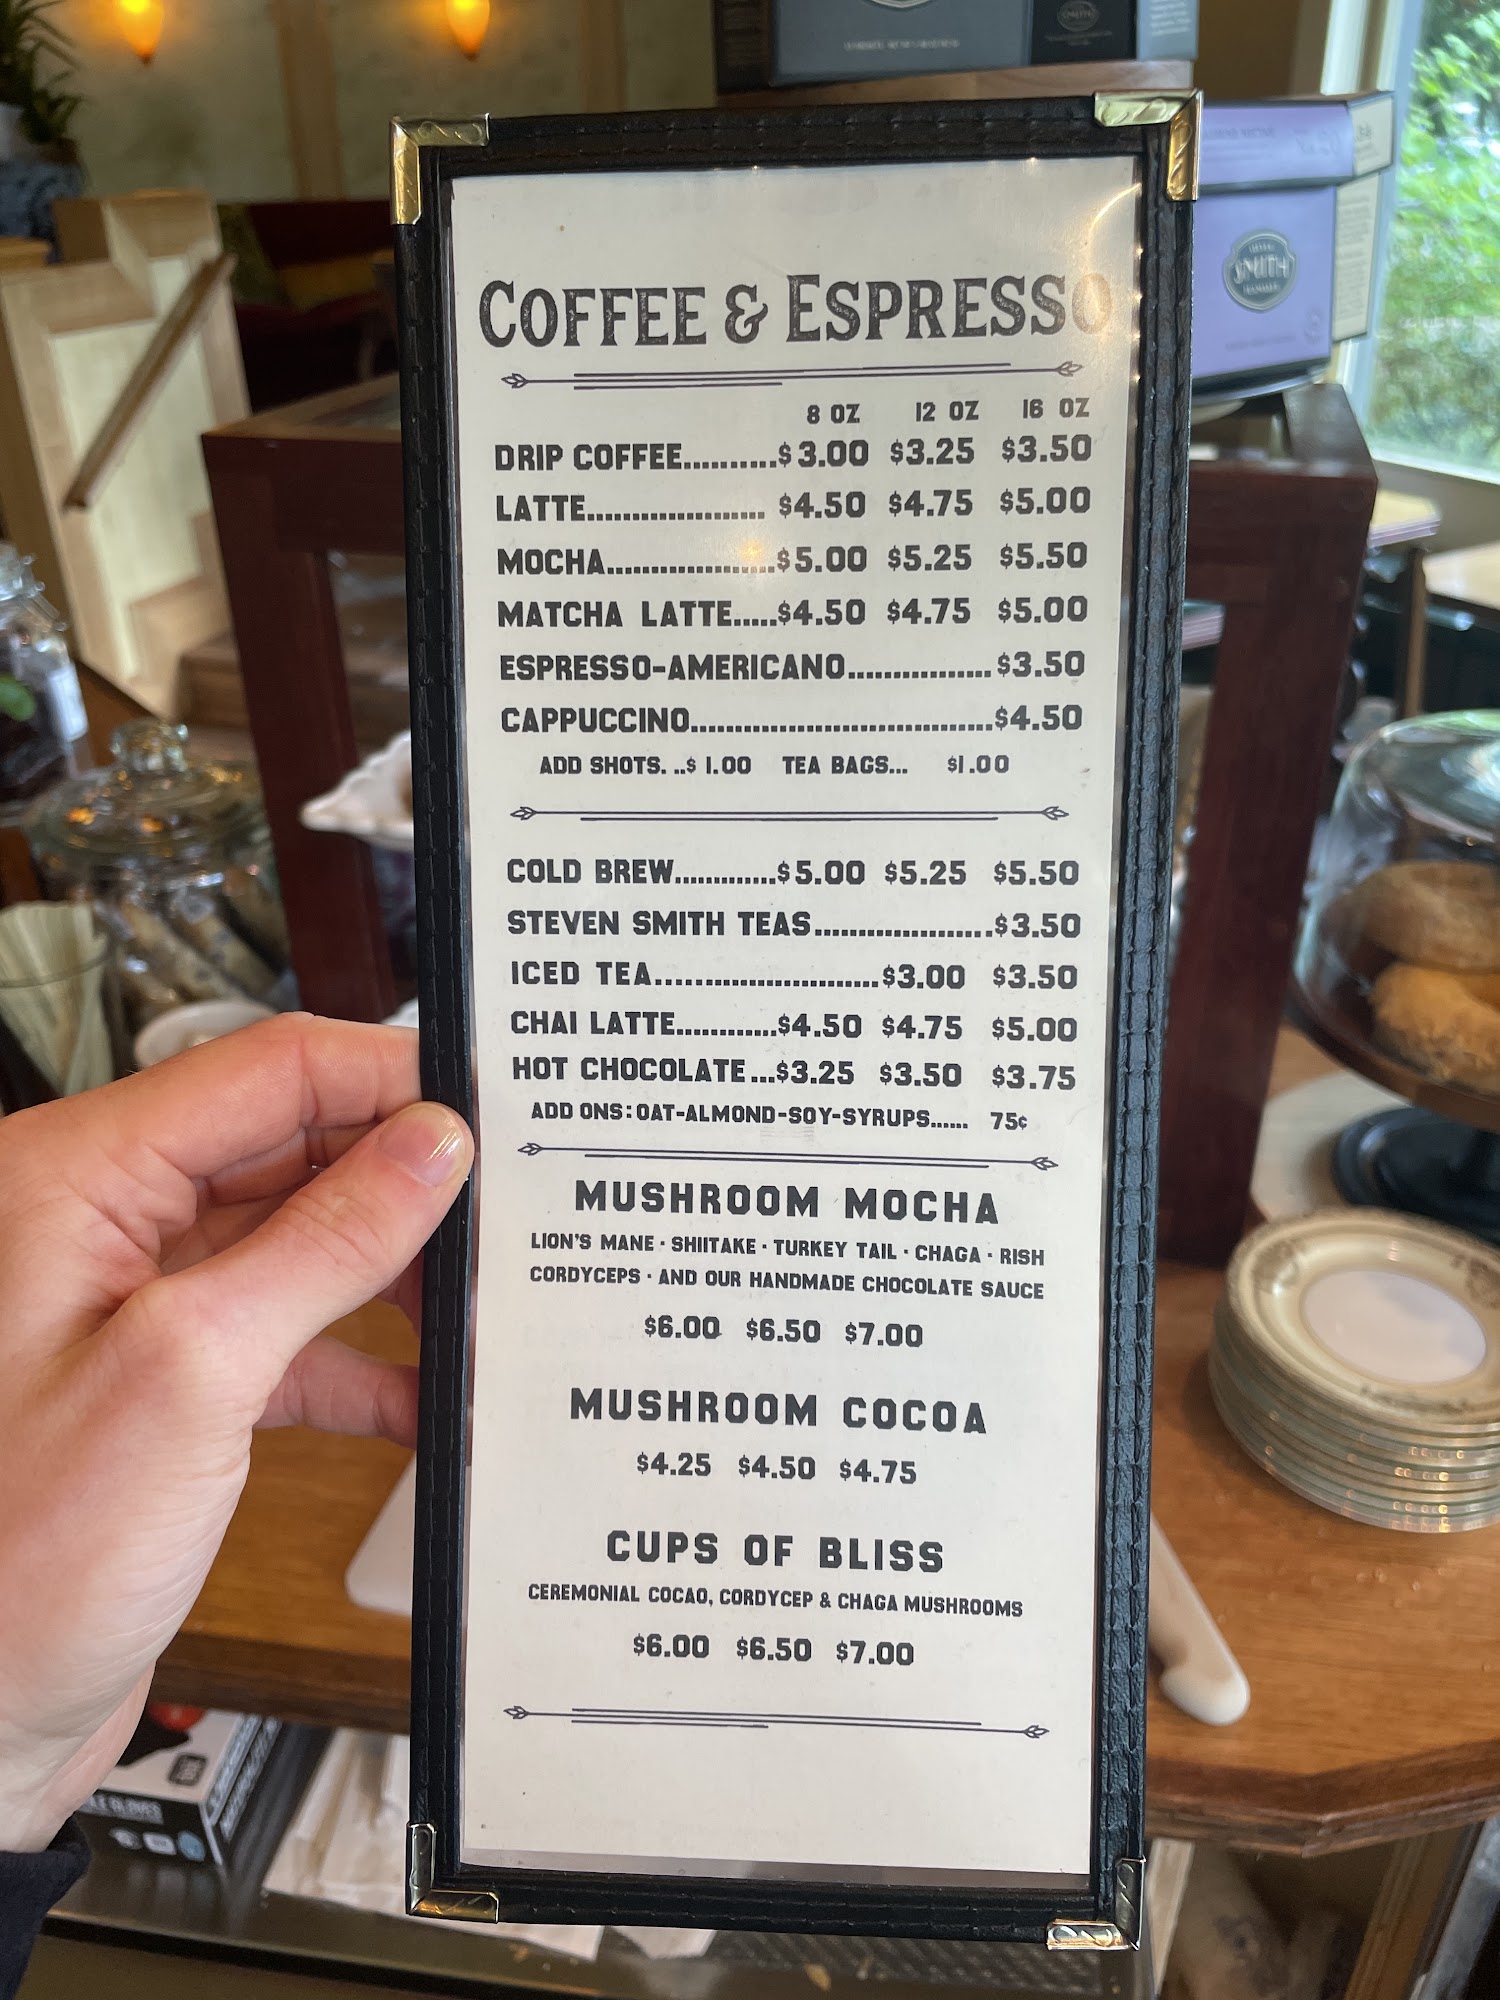 COFFEE & ESPRESSO
8 OZ 12 OZ 16 OZ
DRIP COFFEE..........$3.00 $3.25 $3.50
LATTE.................... $4.50 $4.75 $5.00
MOCHA...................$5.00 $5.25 $5.50
MATCHA LATTE.....$4.50 $4.75 $5.00
ESPRESSO-AMERICANO................$3.50
CAPPUCCINO.................................$4.50
ADD SHOTS. ..$ 1.00 TEA BAGS... $1.00
COLD BREW.............$5.00 $5.25 $5.50
STEVEN SMITH TEAS....................$3.50
ICED TEA.........................$3.00 $3.50
CHAI LATTE............$4.50 $4.75 $5.00
HOT CHOCOLATE...$3.25 $3.50 $3.75
ADD ONS: OAT-ALMOND-SOY-SYRUPS...... 75¢
MUSHROOM MOCHA
LION'S MANE · SHIITAKE · TURKEY TAIL · CHAGA · RISH
CORDYCEPS · AND OUR HANDMADE CHOCOLATE SAUCE
$6.00 $6.50 $7.00
MUSHROOM COCOA
$4.25 $4.50 $4.75
CUPS OF BLISS
CEREMONIAL COCAO, CORDYCEP & CHAGA MUSHROOMS
$6.00 $6.50 $7.00
SMITH